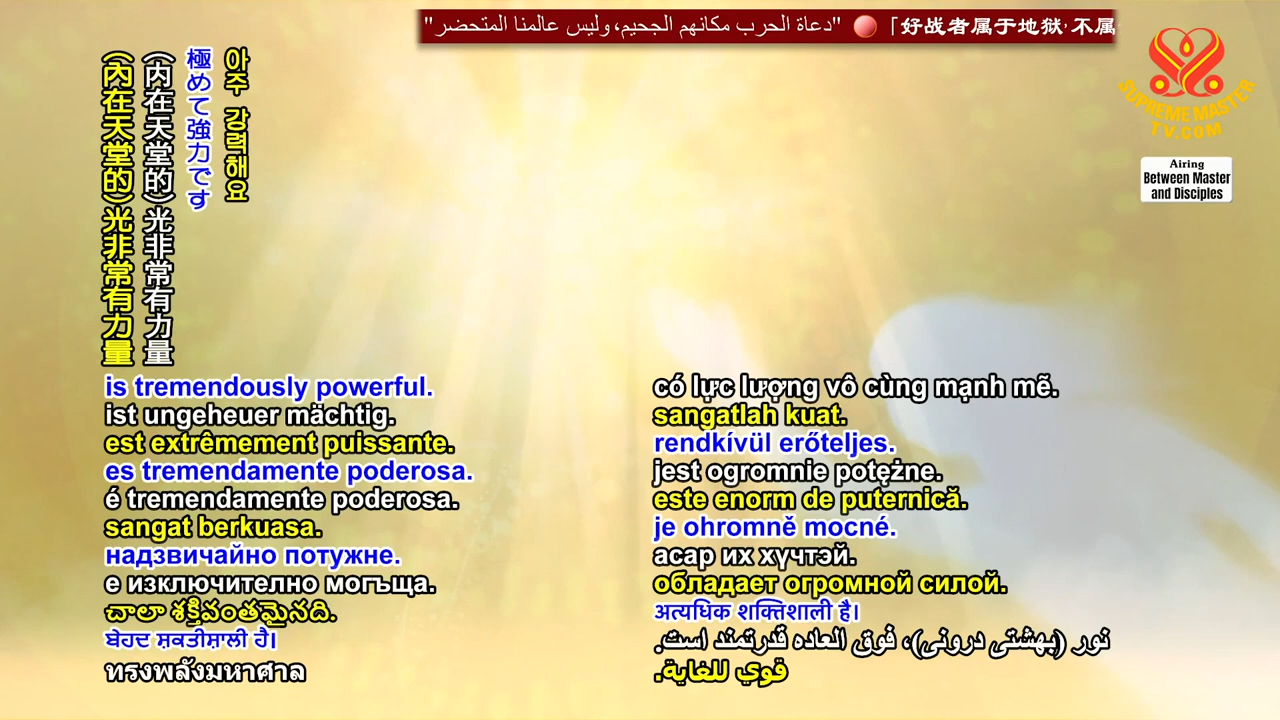 "دعاة الحرب مكانهم الجحيم، وليس عالمنا المتحضر"
「好战者属于地狱,不属
SUPREME MASTER
TV.COM
Airing
Between Master
and Disciples
아주 강력해요
極めて強力です
（内在天堂的）光非常有力量
（內在天堂的）光非常有力量
is tremendously powerful.
ist ungeheuer mächtig.
est extrêmement puissante.
es tremendamente poderosa.
é tremendamente poderosa.
sangat berkuasa.
надзвичайно потужне.
е изключително могъща.
చాలా శక్తివంతమైనది.
ਬੇਹਦ ਸ਼ਕਤੀਸ਼ਾਲੀ ਹੈ।
ทรงพลังมหาศาล
có lực lượng vô cùng mạnh mẽ.
sangatlah kuat.
rendkívül erőteljes.
jest ogromnie potężne.
este enorm de puternică.
je ohromně mocné.
асар их хүчтэй.
обладает огромной силой.
अत्यधिक शक्तिशाली है।
نور (بهشتی درونی)، فوق العاده قدرتمند است.
قوي للغاية.